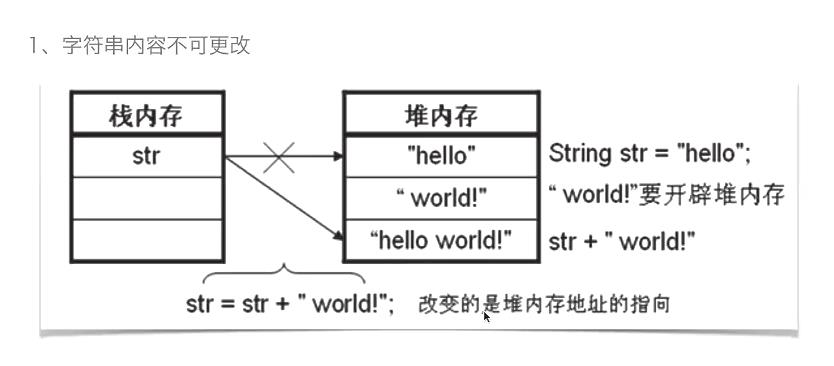 1、字符串内容不可更改
栈内存 堆内存
str "hello" String str = "hello";
“ world!" “ world!”要开辟堆内存
“hello world!" str + " world!"
str = str + " world!"; 改变的是堆内存地址的指向